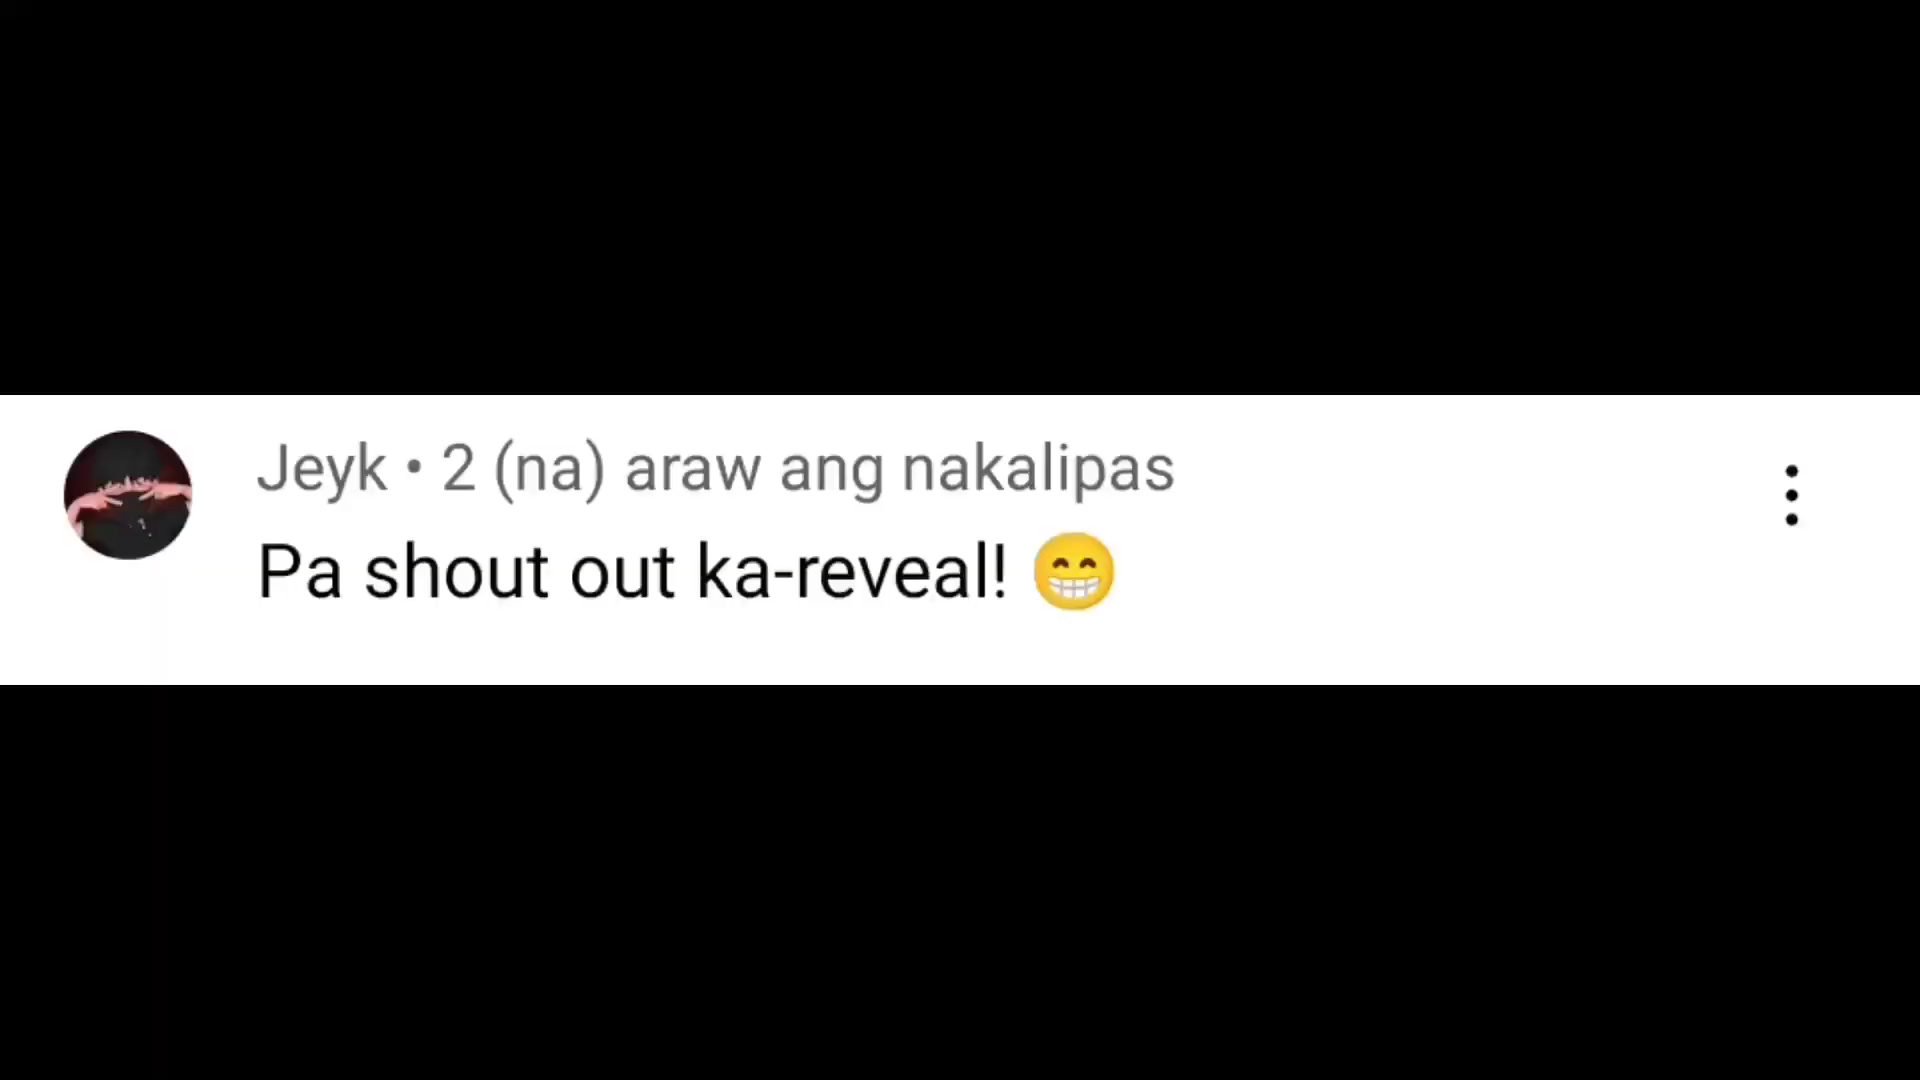 Jeyk • 2 (na) araw ang nakalipas
Pa shout out ka-reveal! 😁